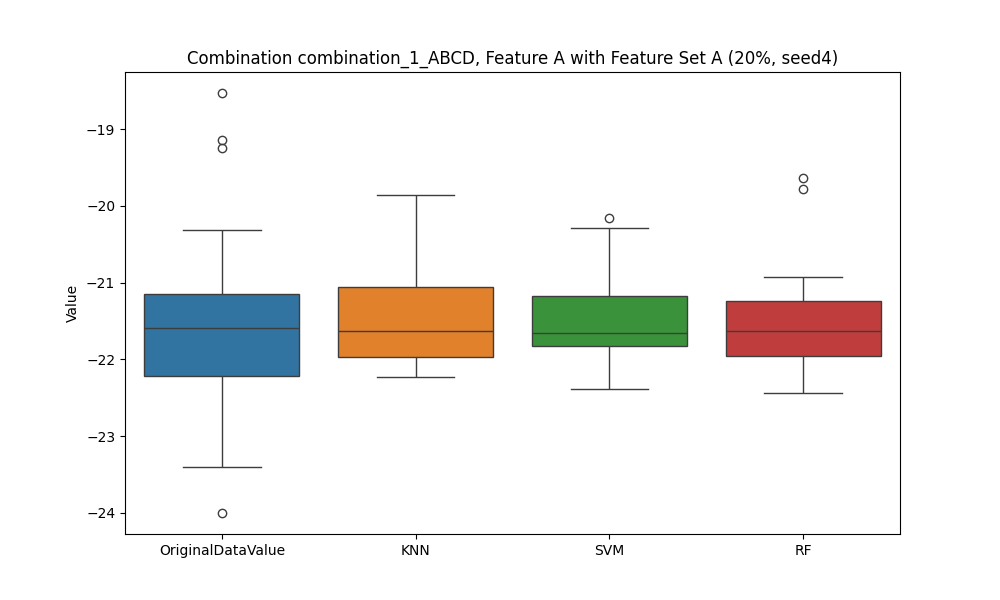 Combination combination_1_ABCD, Feature A with Feature Set A (20%, seed4)
Value
−19
−20
−21
−22
−23
−24
OriginalDataValue
KNN
SVM
RF